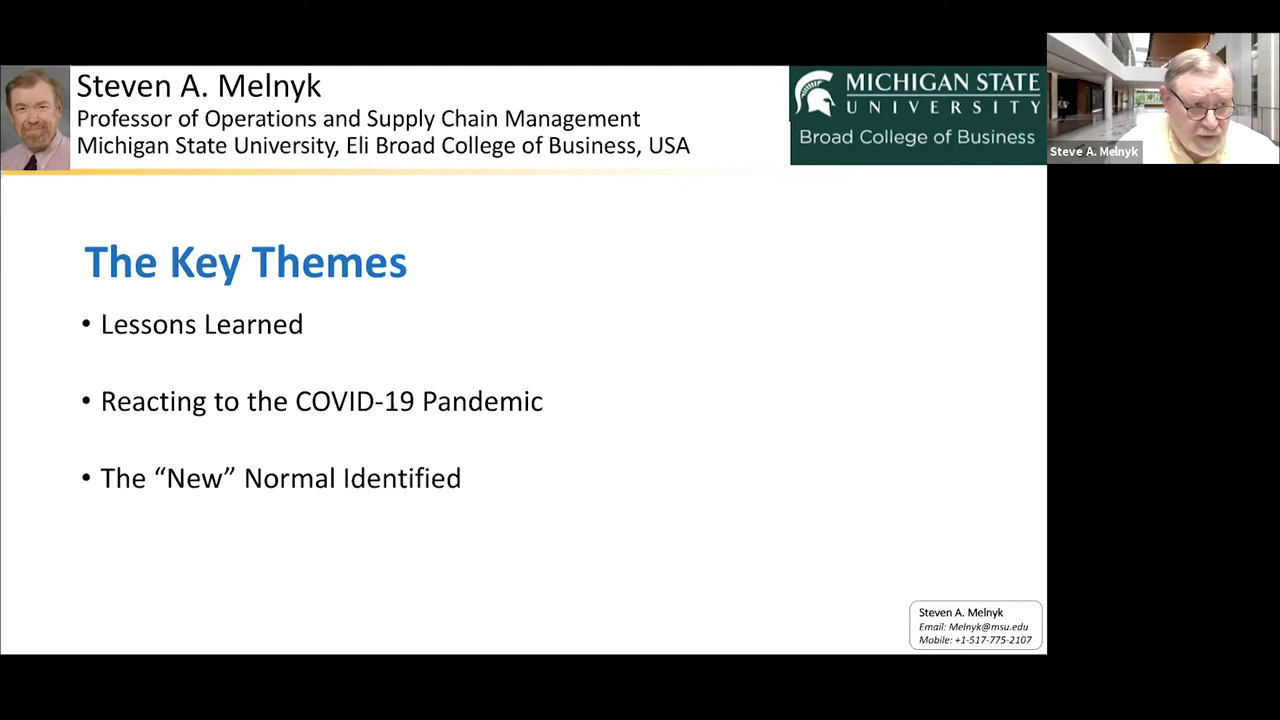 Steven A. Melnyk
Professor of Operations and Supply Chain Management
Michigan State University, Eli Broad College of Business, USA
MICHIGAN STATE
UNIVERSITY
Broad College of Business
Steve A. Melnyk
The Key Themes
• Lessons Learned
• Reacting to the COVID-19 Pandemic
• The “New” Normal Identified
Steven A. Melnyk
Email: Melnyk@msu.edu
Mobile: +1-517-775-2107